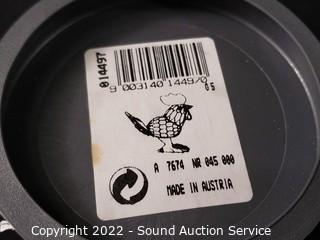 014497
9 003140 144970
05
A 7674 NR 045 000
MADE IN AUSTRIA
Copyright 2022 - Sound Auction Service